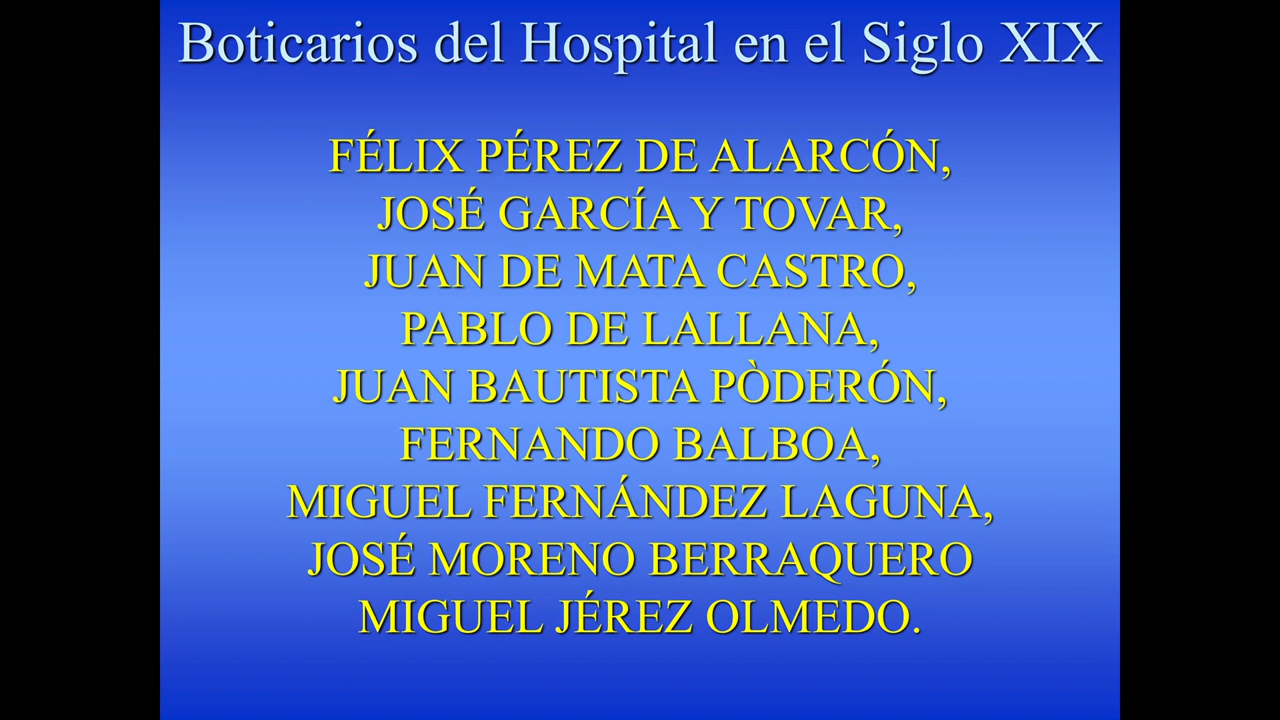 Boticarios del Hospital en el Siglo XIX
FÉLIX PÉREZ DE ALARCÓN,
JOSÉ GARCÍA Y TOVAR,
JUAN DE MATA CASTRO,
PABLO DE LALLANA,
JUAN BAUTISTA PÒDERÓN,
FERNANDO BALBOA,
MIGUEL FERNÁNDEZ LAGUNA,
JOSÉ MORENO BERRAQUERO
MIGUEL JÉREZ OLMEDO.